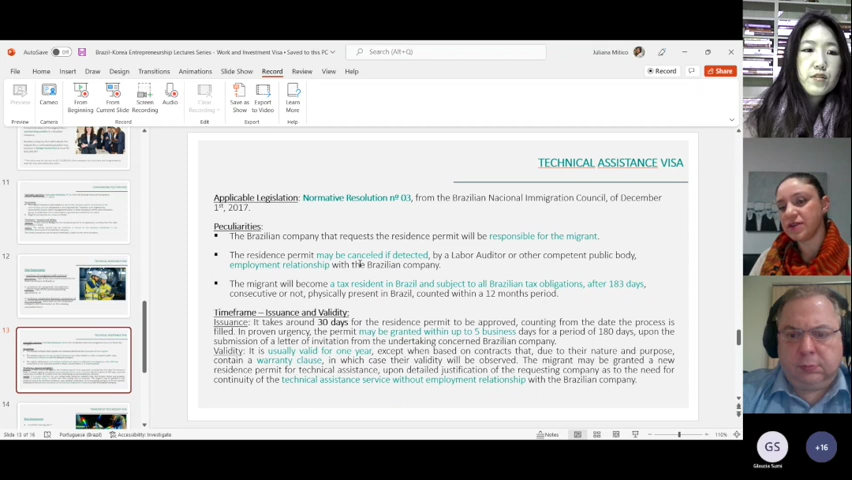 AutoSave Off Brazil-Korea Entrepreneurship Lectures Series - Work and Investment Visa • Saved to this PC Search (Alt+Q) Juliana Mitico
File Home Insert Draw Design Transitions Animations Slide Show Record Review View Help Record Share
Preview Cameo From Beginning From Current Slide Screen Recording Audio Clear Recording Save as Show Export to Video Learn More
Preview Camera Record Edit Export Help
11
12
13
14
TECHNICAL ASSISTANCE VISA
Applicable Legislation: Normative Resolution nº 03, from the Brazilian National Immigration Council, of December
1st, 2017.
Peculiarities:
▪ The Brazilian company that requests the residence permit will be responsible for the migrant.
▪ The residence permit may be canceled if detected, by a Labor Auditor or other competent public body,
employment relationship with the Brazilian company.
▪ The migrant will become a tax resident in Brazil and subject to all Brazilian tax obligations, after 183 days,
consecutive or not, physically present in Brazil, counted within a 12 months period.
Timeframe – Issuance and Validity:
Issuance: It takes around 30 days for the residence permit to be approved, counting from the date the process is
filled. In proven urgency, the permit may be granted within up to 5 business days for a period of 180 days, upon the
submission of a letter of invitation from the undertaking concerned Brazilian company.
Validity: It is usually valid for one year, except when based on contracts that, due to their nature and purpose,
contain a warranty clause, in which case their validity will be observed. The migrant may be granted a new
residence permit for technical assistance, upon detailed justification of the requesting company as to the need for
continuity of the technical assistance service without employment relationship with the Brazilian company.
Slide 13 of 16 Portuguese (Brazil) Accessibility: Investigate Notes 110%
GS
+16
Glaucia Sumi